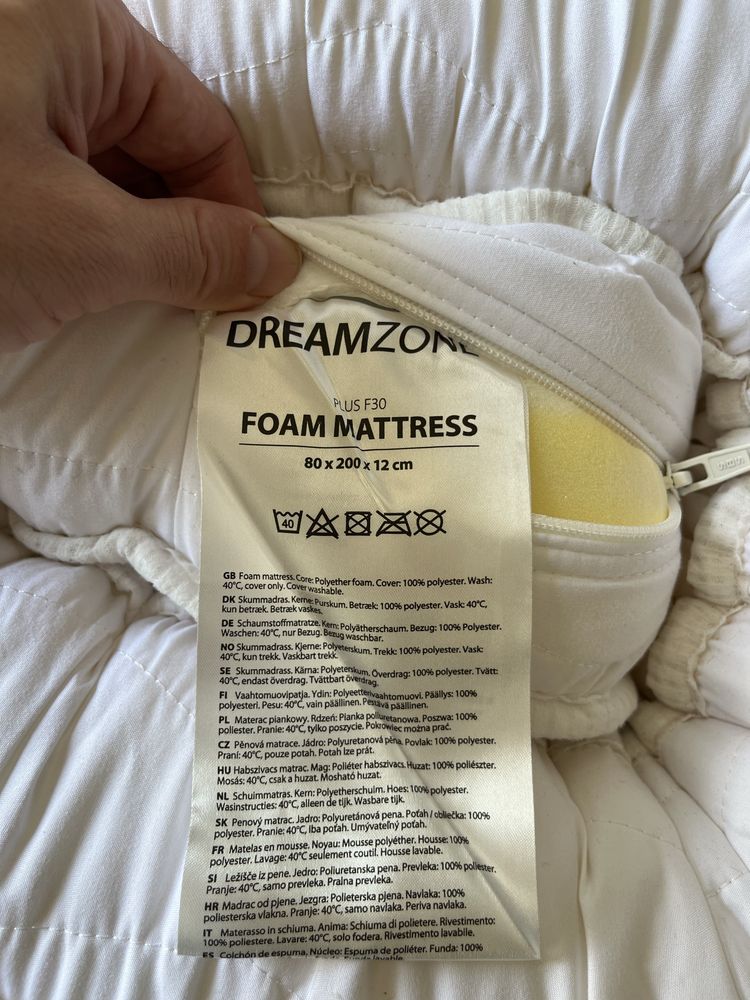 DREAMZONE
PLUS F30
FOAM MATTRESS
80 x 200 x 12 cm
40
GB Foam mattress. Core: Polyether foam. Cover: 100% polyester. Wash:
40°C, cover only. Cover washable.
DK Skummadras. Kerne: Purskum. Betræk: 100% polyester. Vask: 40°C,
kun betræk. Betræk vaskes.
DE Schaumstoffmatratze. Kern: Polyätherschaum. Bezug: 100% Polyester.
Waschen: 40°C, nur Bezug. Bezug waschbar.
NO Skummadrass. Kjerne: Polyeterskum. Trekk: 100% polyester. Vask:
40°C, kun trekk. Vaskbart trekk.
SE Skummadrass. Kärna: Polyeterskum. Överdrag: 100% polyester. Tvätt:
40°C, endast överdrag. Tvättbart överdrag.
FI Vaahtomuovipatja. Ydin: Polyeetterivaahtomuovi. Päällys: 100%
polyesteri. Pesu: 40°C, vain päällinen. Pestävä päällinen.
PL Materac piankowy. Rdzeń: Pianka poliuretanowa. Poszwa: 100%
poliester. Pranie: 40°C, tylko poszycie. Pokrowiec można prać.
CZ Pěnová matrace. Jádro: Polyuretanová pěna. Povlak: 100% polyester.
Praní: 40°C, pouze potah. Potah lze prát.
HU Habszivacs matrac. Mag: Poliéter habszivacs. Huzat: 100% poliészter.
Mosás: 40°C, csak a huzat. Mosható huzat.
NL Schuimmatras. Kern: Polyetherschuim. Hoes: 100% polyester.
Wasinstructies: 40°C, alleen de tijk. Wasbare tijk.
SK Penový matrac. Jadro: Polyuretánová pena. Poťah / obliečka: 100%
polyester. Pranie: 40°C, Iba poťah. Umývateľný poťah.
FR Matelas en mousse. Noyau: Mousse polyéther. Housse: 100%
polyester. Lavage: 40°C seulement coutil. Housse lavable.
SI Ležišče iz pene. Jedro: Poliuretanska pena. Prevleka: 100% poliester.
Pranje: 40°C, samo prevleka. Pralna prevleka.
HR Madrac od pjene. Jezgra: Polieterska pjena. Navlaka: 100%
poliesterska vlakna. Pranje: 40°C, samo navlaka. Periva navlaka.
IT Materasso in schiuma. Anima: Schiuma di polietere. Rivestimento:
100% poliestere. Lavare: 40°C, solo fodera. Rivestimento lavabile.
ES Colchón de espuma. Núcleo: Espuma de poliéter. Funda: 100%